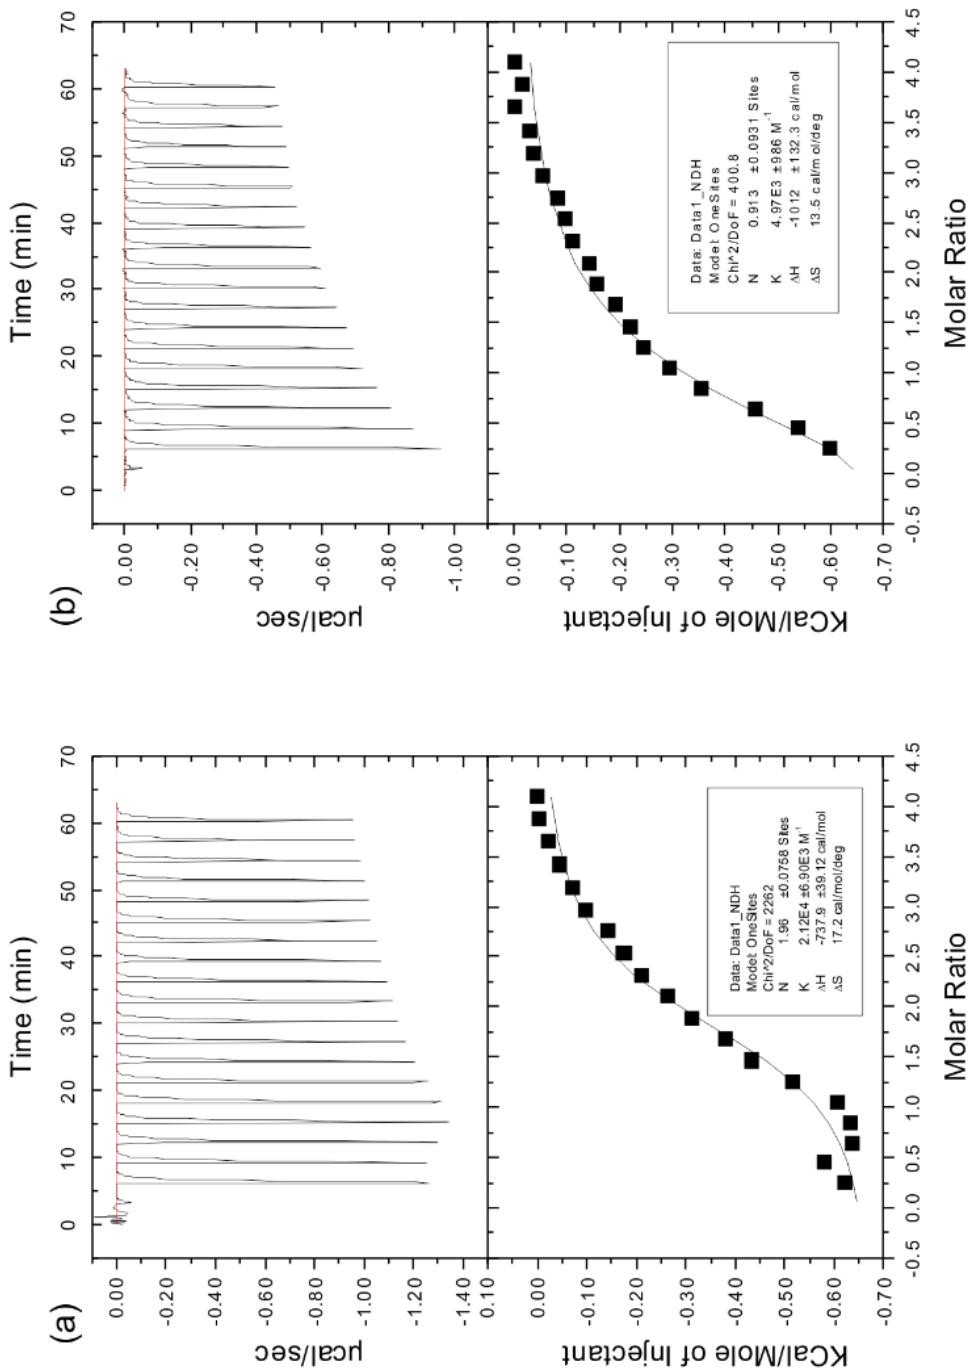 (a)
Time (min)
0 10 20 30 40 50 60 70
0.00
-0.20
-0.40
-0.60
-0.80
-1.00
-1.20
-1.40
µcal/sec
0.10
0.00
-0.10
-0.20
-0.30
-0.40
-0.50
-0.60
-0.70
KCal/Mole of Injectant
Data: Data1_NDH
Model: OneSites
Chi^2/DoF = 2262
N 1.96 ±0.0758 Sites
K 2.12E4 ±6.90E3 M-1
ΔH -737.9 ±39.12 cal/mol
ΔS 17.2 cal/mol/deg
-0.5 0.0 0.5 1.0 1.5 2.0 2.5 3.0 3.5 4.0 4.5
Molar Ratio
(b)
Time (min)
0 10 20 30 40 50 60 70
0.00
-0.20
-0.40
-0.60
-0.80
-1.00
µcal/sec
0.00
-0.10
-0.20
-0.30
-0.40
-0.50
-0.60
-0.70
KCal/Mole of Injectant
Data: Data1_NDH
Model: OneSites
Chi^2/DoF = 400.8
N 0.913 ±0.0931 Sites
K 4.97E3 ±986 M-1
ΔH -1012 ±132.3 cal/mol
ΔS 13.5 cal/mol/deg
-0.5 0.0 0.5 1.0 1.5 2.0 2.5 3.0 3.5 4.0 4.5
Molar Ratio